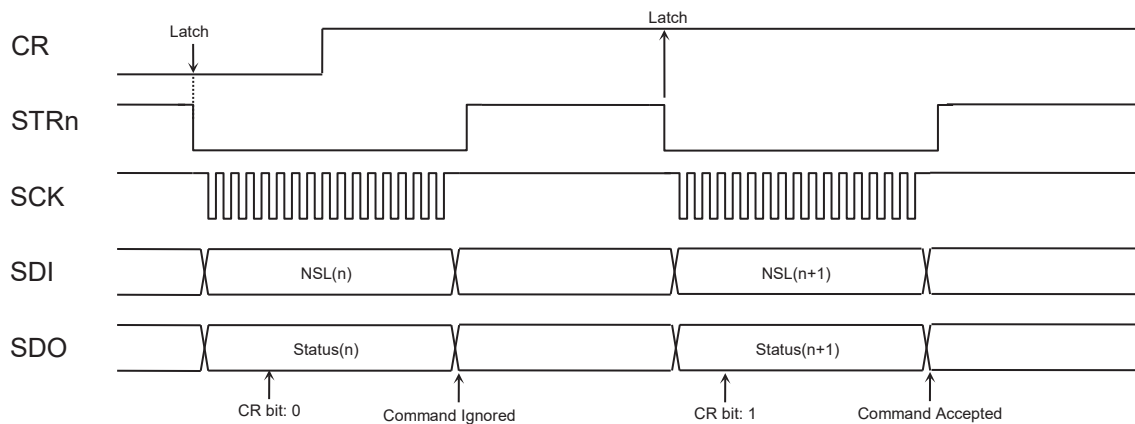 Latch
Latch
CR
STRn
SCK
SDI
NSL(n)
NSL(n+1)
SDO
Status(n)
Status(n+1)
CR bit: 0
Command Ignored
CR bit: 1
Command Accepted